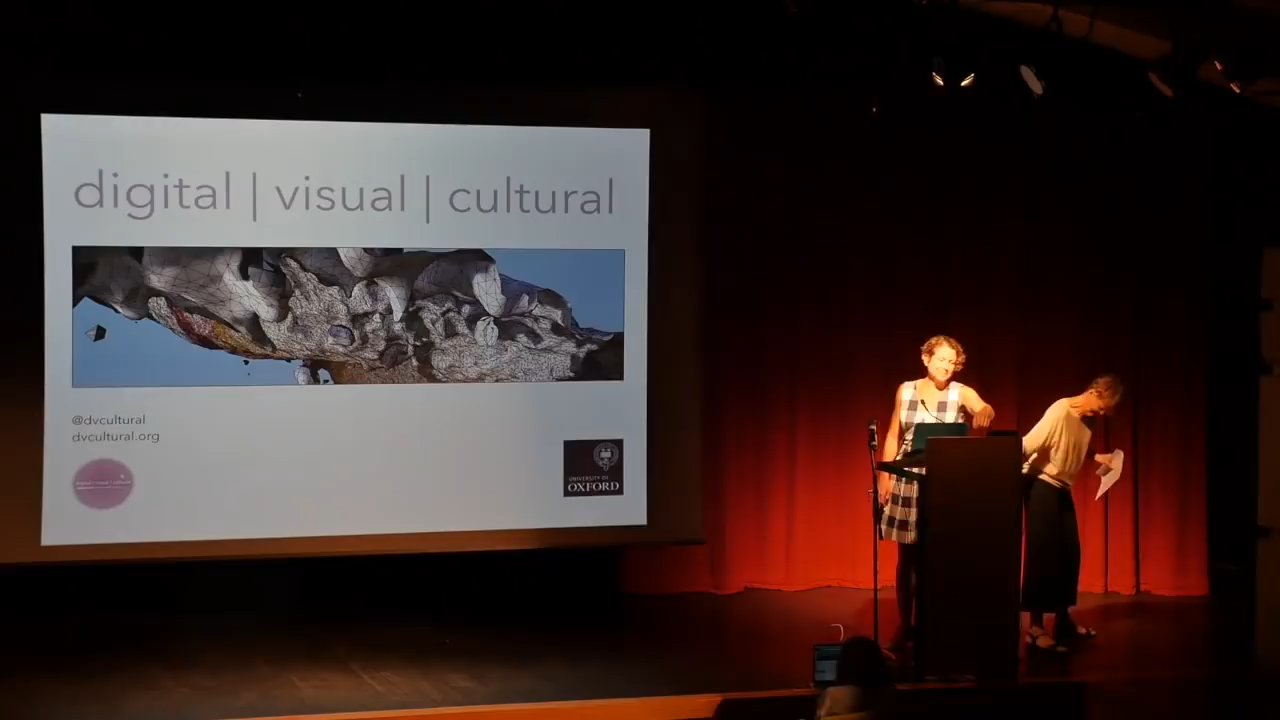 digital | visual | cultural
@dvcultural
dvcultural.org
UNIVERSITY OF
OXFORD